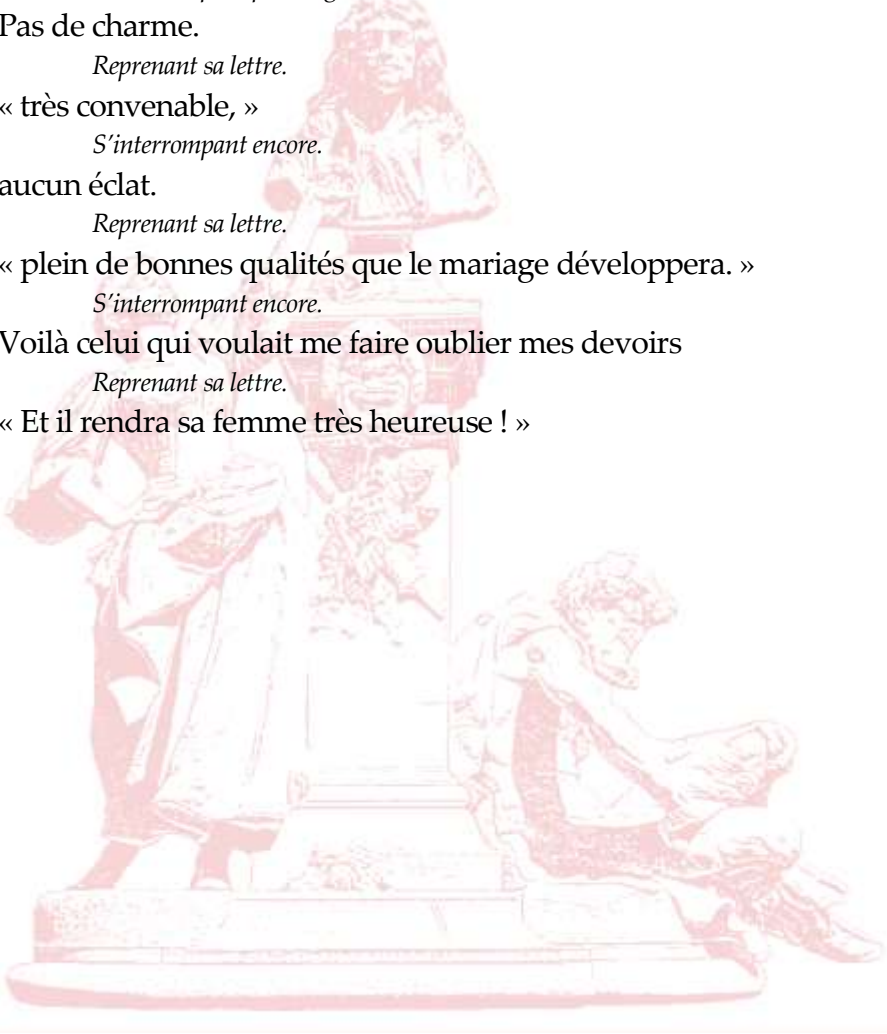 Pas de charme.
Reprenant sa lettre.
« très convenable, »
S’interrompant encore.
aucun éclat.
Reprenant sa lettre.
« plein de bonnes qualités que le mariage développera. »
S’interrompant encore.
Voilà celui qui voulait me faire oublier mes devoirs
Reprenant sa lettre.
« Et il rendra sa femme très heureuse ! »